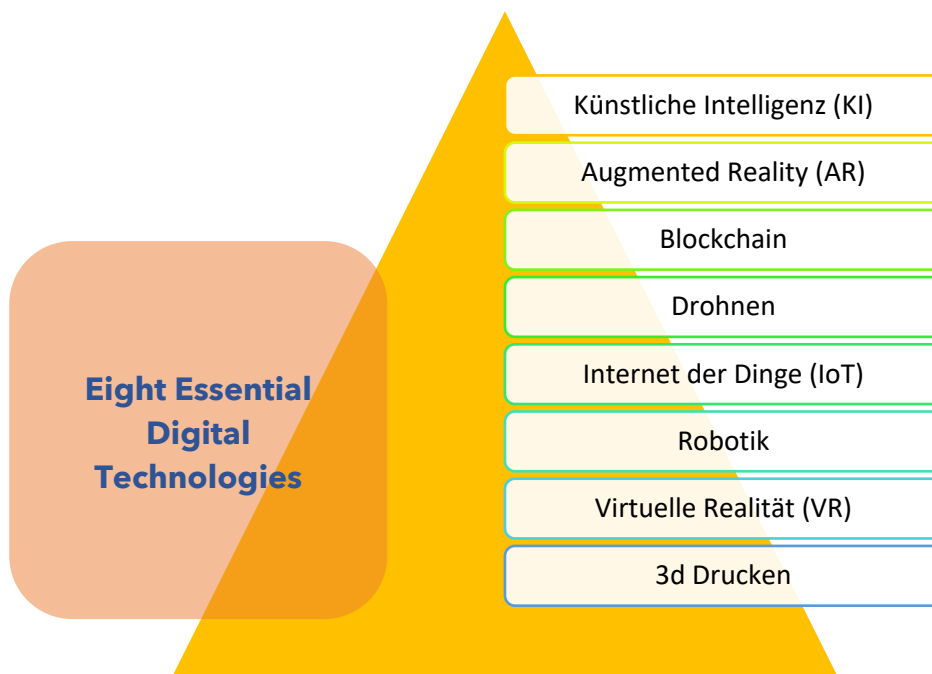 Künstliche Intelligenz (KI)
Augmented Reality (AR)
Blockchain
Drohnen
Internet der Dinge (IoT)
Robotik
Virtuelle Realität (VR)
3d Drucken
Eight Essential
Digital
Technologies